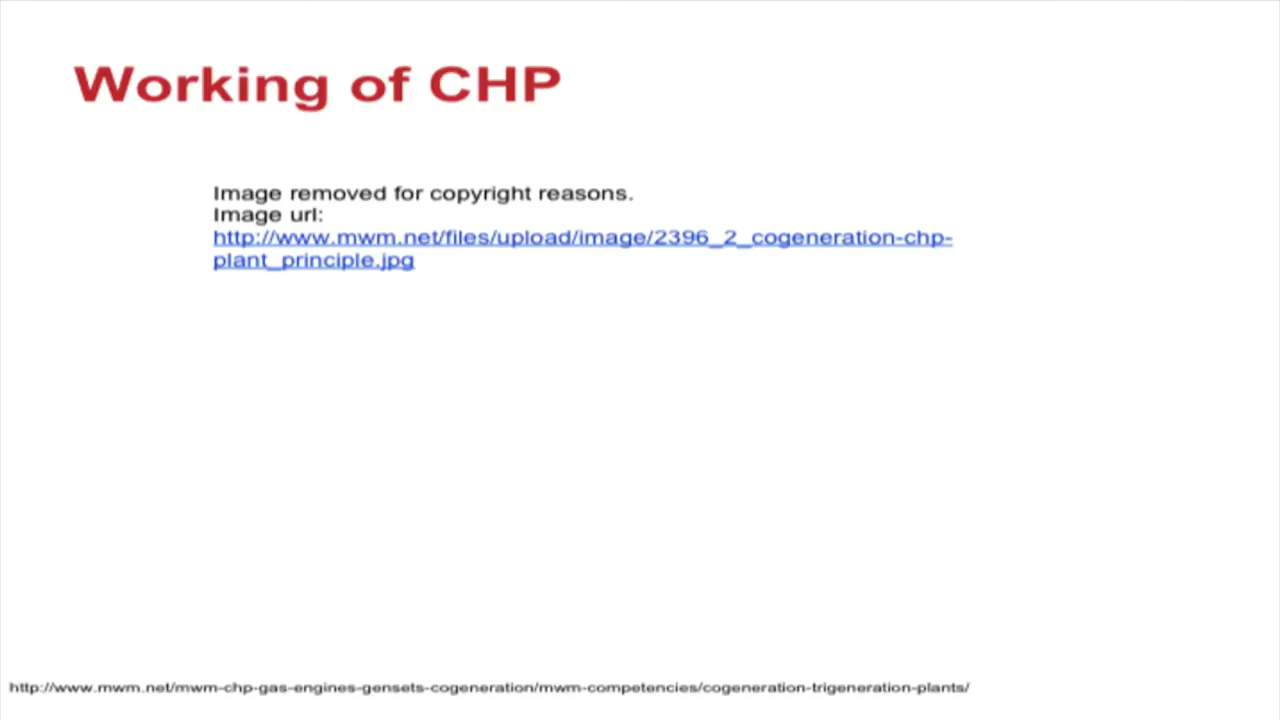 Working of CHP
Image removed for copyright reasons.
Image url:
http://www.mwm.net/files/upload/image/2396_2_cogeneration-chp-
plant_principle.jpg
http://www.mwm.net/mwm-chp-gas-engines-gensets-cogeneration/mwm-competencies/cogeneration-trigeneration-plants/